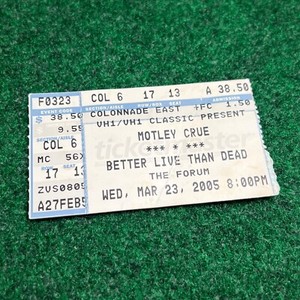 F0323 COL 6 17 13 A 38.50
$ 38.50 COLONNADE EAST +FC 1.50
9.55 VH1/VH1 CLASSIC PRESENT
COL 6 MOTLEY CRUE
MC 56X *** / ***
17 13 BETTER LIVE THAN DEAD
ZVS0805 THE FORUM
A27FEB5 WED, MAR 23, 2005 8:00PM